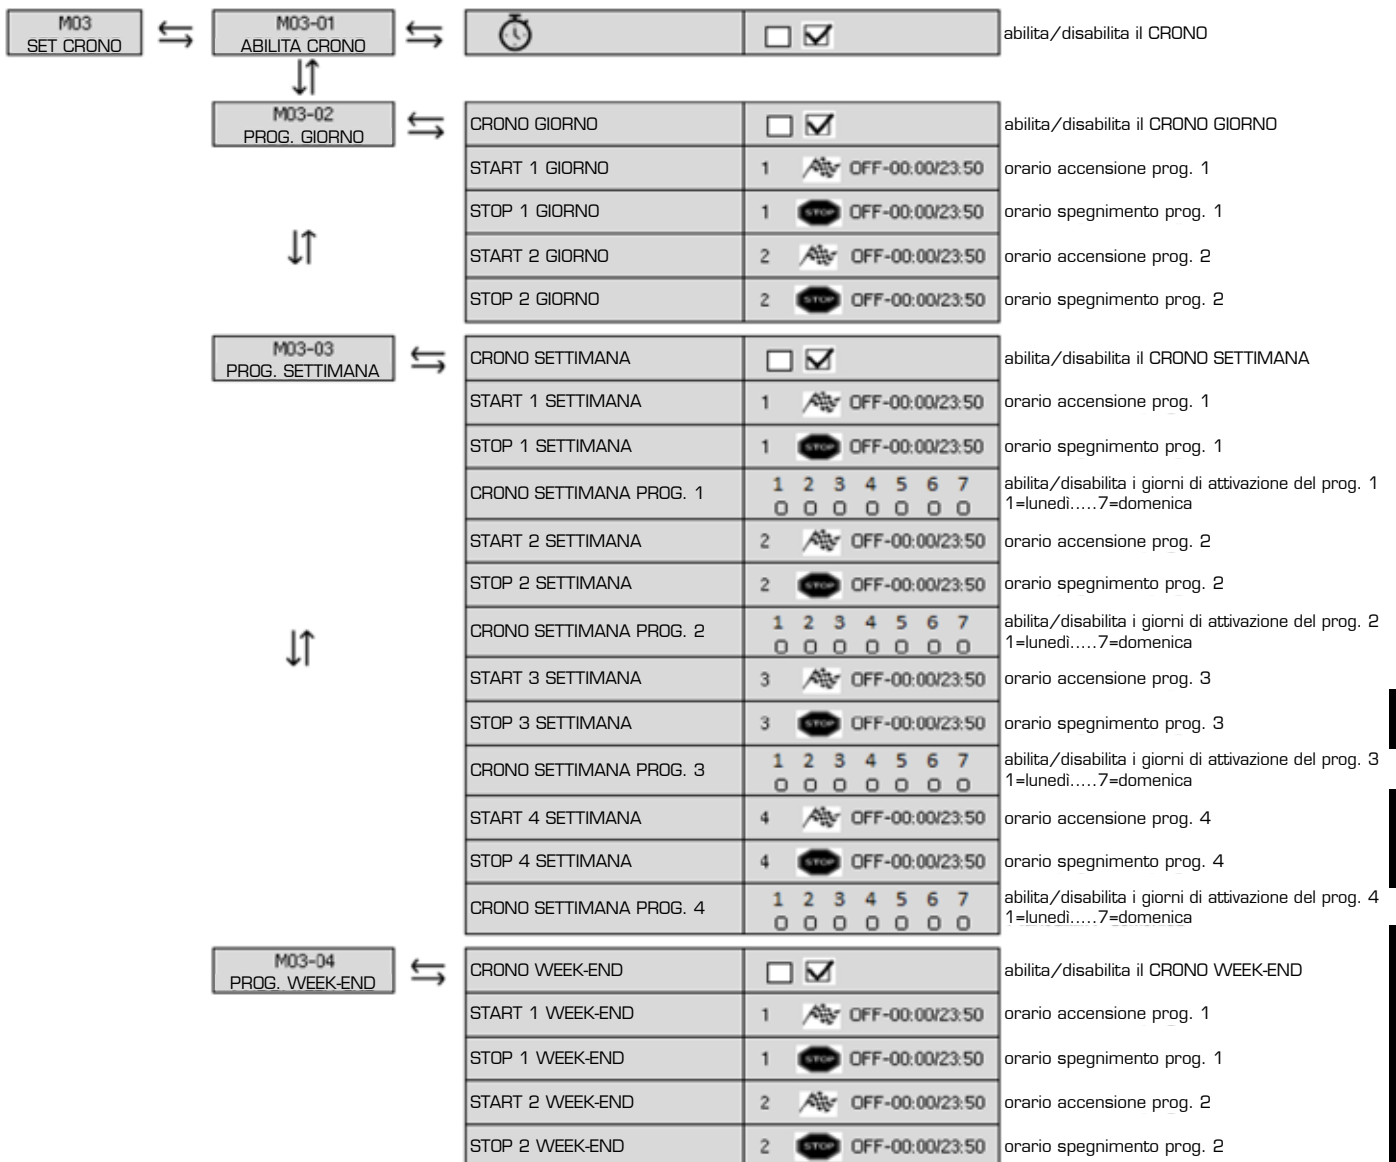 M03
SET CRONO
M03-01
ABILITA CRONO
abilita/disabilita il CRONO
M03-02
PROG. GIORNO
CRONO GIORNO
abilita/disabilita il CRONO GIORNO
START 1 GIORNO 1 OFF-00:00/23:50 orario accensione prog. 1
STOP 1 GIORNO 1 STOP OFF-00:00/23:50 orario spegnimento prog. 1
START 2 GIORNO 2 OFF-00:00/23:50 orario accensione prog. 2
STOP 2 GIORNO 2 STOP OFF-00:00/23:50 orario spegnimento prog. 2
M03-03
PROG. SETTIMANA
CRONO SETTIMANA
abilita/disabilita il CRONO SETTIMANA
START 1 SETTIMANA 1 OFF-00:00/23:50 orario accensione prog. 1
STOP 1 SETTIMANA 1 STOP OFF-00:00/23:50 orario spegnimento prog. 1
CRONO SETTIMANA PROG. 1
1 2 3 4 5 6 7
abilita/disabilita i giorni di attivazione del prog. 1
1=lunedì.....7=domenica
START 2 SETTIMANA 2 OFF-00:00/23:50 orario accensione prog. 2
STOP 2 SETTIMANA 2 STOP OFF-00:00/23:50 orario spegnimento prog. 2
CRONO SETTIMANA PROG. 2
1 2 3 4 5 6 7
abilita/disabilita i giorni di attivazione del prog. 2
1=lunedì.....7=domenica
START 3 SETTIMANA 3 OFF-00:00/23:50 orario accensione prog. 3
STOP 3 SETTIMANA 3 STOP OFF-00:00/23:50 orario spegnimento prog. 3
CRONO SETTIMANA PROG. 3
1 2 3 4 5 6 7
abilita/disabilita i giorni di attivazione del prog. 3
1=lunedì.....7=domenica
START 4 SETTIMANA 4 OFF-00:00/23:50 orario accensione prog. 4
STOP 4 SETTIMANA 4 STOP OFF-00:00/23:50 orario spegnimento prog. 4
CRONO SETTIMANA PROG. 4
1 2 3 4 5 6 7
abilita/disabilita i giorni di attivazione del prog. 4
1=lunedì.....7=domenica
M03-04
PROG. WEEK-END
CRONO WEEK-END
abilita/disabilita il CRONO WEEK-END
START 1 WEEK-END 1 OFF-00:00/23:50 orario accensione prog. 1
STOP 1 WEEK-END 1 STOP OFF-00:00/23:50 orario spegnimento prog. 1
START 2 WEEK-END 2 OFF-00:00/23:50 orario accensione prog. 2
STOP 2 WEEK-END 2 STOP OFF-00:00/23:50 orario spegnimento prog. 2